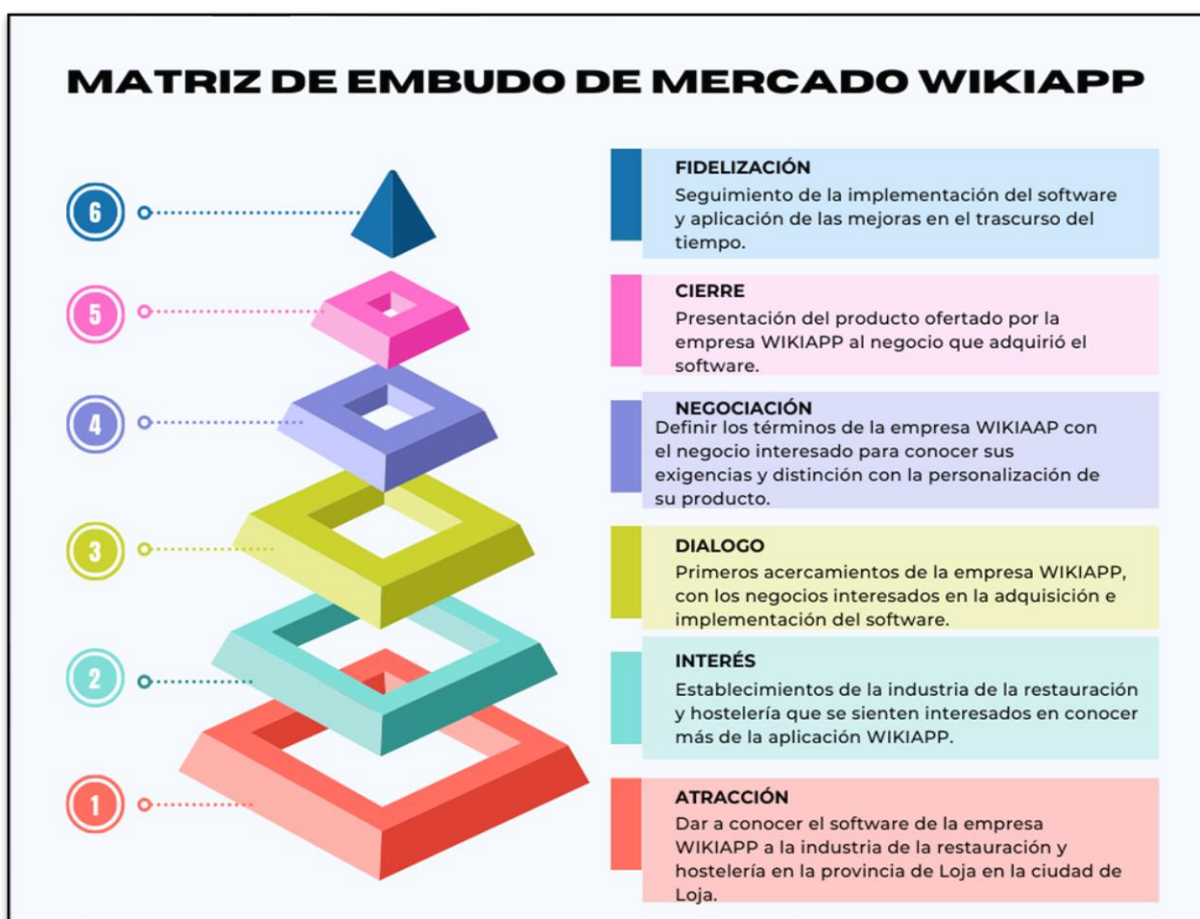 MATRIZ DE EMBUDO DE MERCADO WIKIAPP
6
FIDELIZACIÓN
Seguimiento de la implementación del software
y aplicación de las mejoras en el trascurso del
tiempo.
5
CIERRE
Presentación del producto ofertado por la
empresa WIKIAPP al negocio que adquirió el
software.
4
NEGOCIACIÓN
Definir los términos de la empresa WIKIAAP con
el negocio interesado para conocer sus
exigencias y distinción con la personalización de
su producto.
3
DIALOGO
Primeros acercamientos de la empresa WIKIAPP,
con los negocios interesados en la adquisición e
implementación del software.
2
INTERÉS
Establecimientos de la industria de la restauración
y hostelería que se sienten interesados en conocer
más de la aplicación WIKIAPP.
1
ATRACCIÓN
Dar a conocer el software de la empresa
WIKIAPP a la industria de la restauración y
hostelería en la provincia de Loja en la ciudad de
Loja.